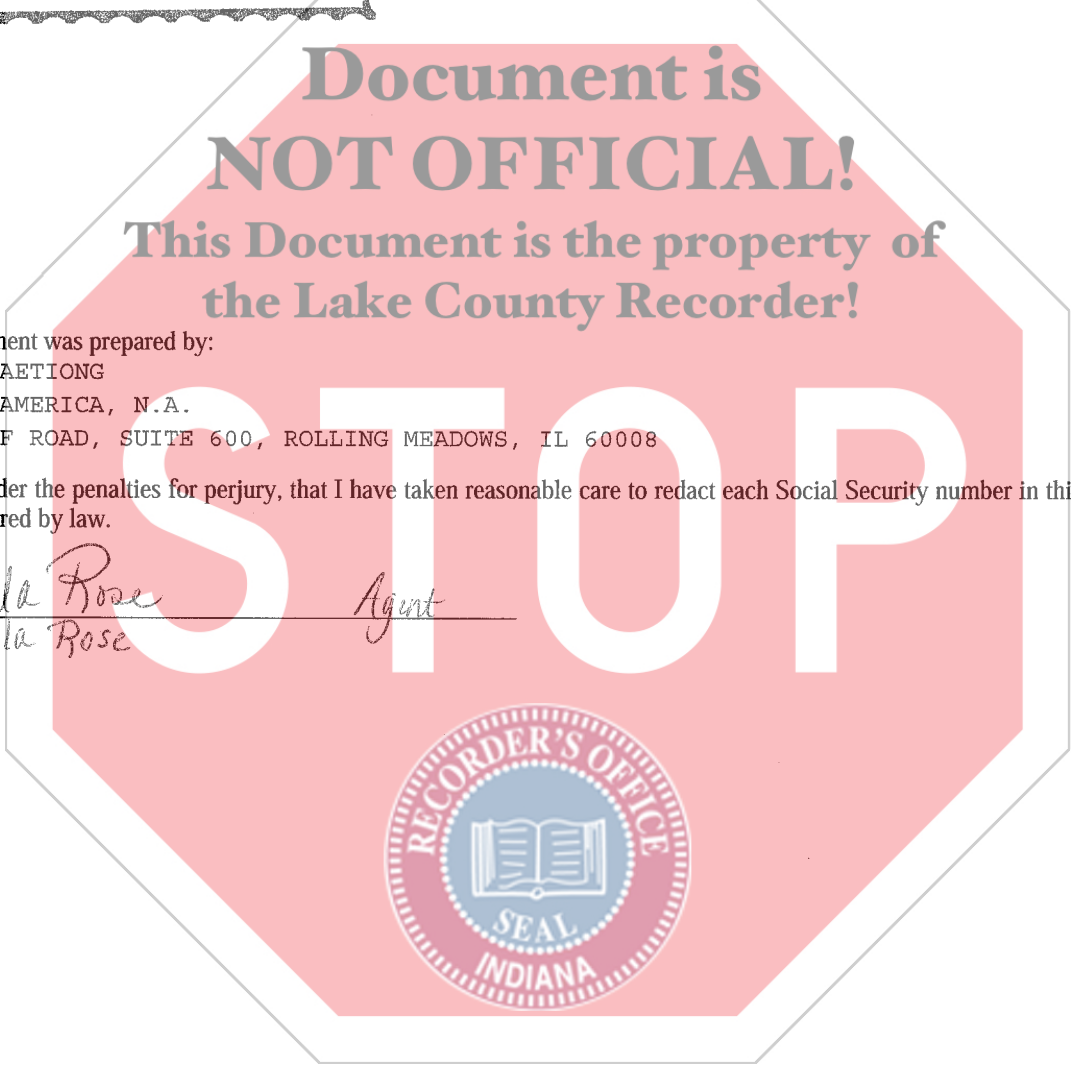 Document is
NOT OFFICIAL!
This Document is the property of
the Lake County Recorder!
ent was prepared by:
AETIONG
AMERICA, N.A.
F ROAD, SUITE 600, ROLLING MEADOWS, IL 60008
der the penalties for perjury, that I have taken reasonable care to redact each Social Security number in thi
red by law.
la Rose Agent
la Rose
STOP
RECORDER'S OFFICE
SEAL
INDIANA